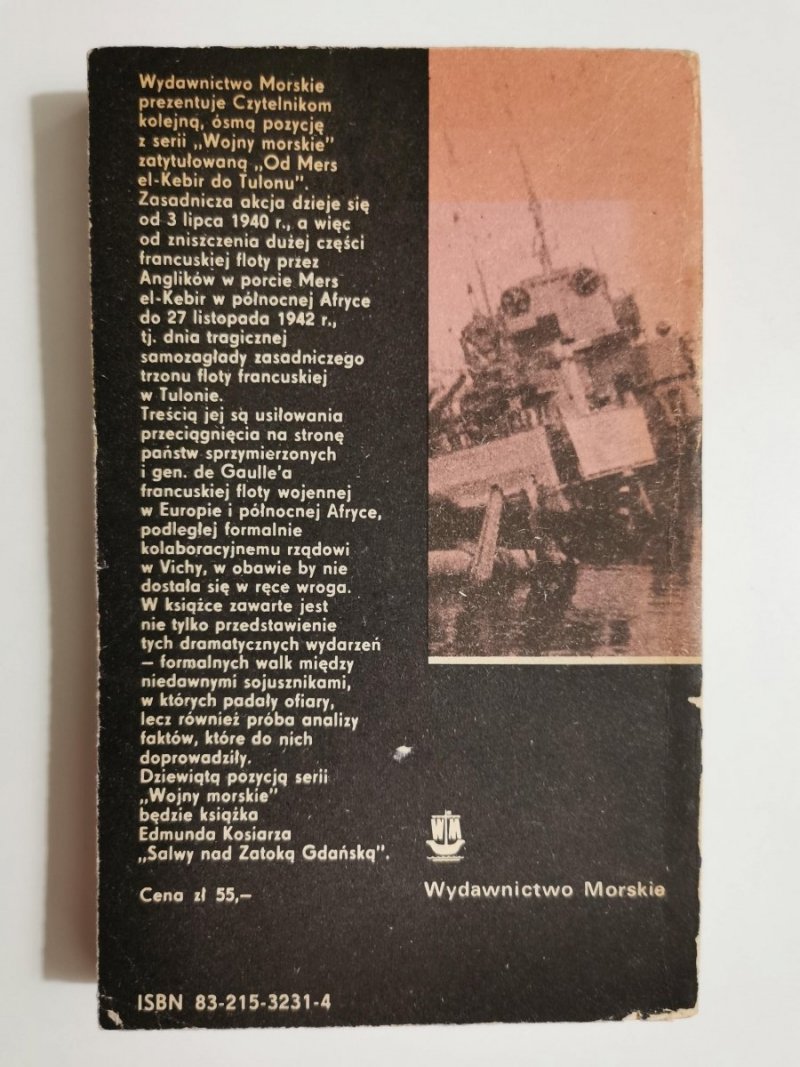 Wydawnictwo Morskie
prezentuje Czytelnikom
kolejną, ósmą pozycję
z serii „Wojny morskie"
zatytułowaną „Od Mers
el-Kebir do Tulonu".
Zasadnicza akcja dzieje się
od 3 lipca 1940 r., a więc
od zniszczenia dużej części
francuskiej floty przez
Anglików w porcie Mers
el-Kebir w północnej Afryce
do 27 listopada 1942 r.,
tj. dnia tragicznej
samozagłady zasadniczego
trzonu floty francuskiej
w Tulonie.
Treścią jej są usiłowania
przeciągnięcia na stronę
państw sprzymierzonych
i gen. de Gaulle'a
francuskiej floty wojennej
w Europie i północnej Afryce,
podległej formalnie
kolaboracyjnemu rządowi
w Vichy, w obawie by nie
dostała się w ręce wroga.
W książce zawarte jest
nie tylko przedstawienie
tych dramatycznych wydarzeń
– formalnych walk między
niedawnymi sojusznikami,
w których padały ofiary,
lecz również próba analizy
faktów, które do nich
doprowadziły.
Dziewiątą pozycją serii
„Wojny morskie"
będzie książka
Edmunda Kosiarza
„Salwy nad Zatoką Gdańską".
Cena zł 55,–
WM
Wydawnictwo Morskie
ISBN 83-215-3231-4